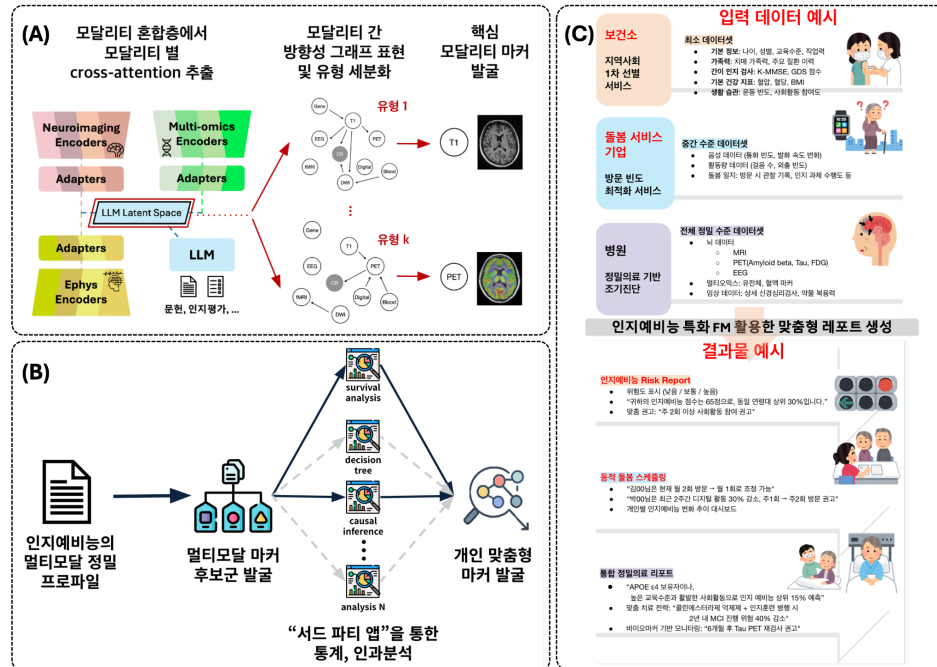 (A)
모달리티 혼합층에서
모달리티 별
cross-attention 추출
모달리티 간
방향성 그래프 표현
및 유형 세분화
핵심
모달리티 마커
발굴
Neuroimaging
Encoders
Multi-omics
Encoders
Adapters
Adapters
LLM Latent Space
Adapters
LLM
Ephys
Encoders
문헌, 인지평가, ...
유형 1
Gene
T1
EEG
PET
CR
fMRI
Digital
Blood
DWI
T1
유형 k
Gene
T1
EEG
PET
CR
fMRI
Digital
Blood
DWI
PET
(B)
인지예비능의
멀티모달 정밀
프로파일
멀티모달 마커
후보군 발굴
survival
analysis
decision
tree
causal
inference
analysis N
개인 맞춤형
마커 발굴
“서드 파티 앱”을 통한
통계, 인과분석
(C)
입력 데이터 예시
보건소
지역사회
1차 선별
서비스
최소 데이터셋
• 기본 정보: 나이, 성별, 교육수준, 직업력
• 가족력: 치매 가족력, 주요 질환 이력
• 간이 인지 검사: K-MMSE, GDS 점수
• 기본 건강 지표: 혈압, 혈당, BMI
• 생활 습관: 운동 빈도, 사회활동 참여도
돌봄 서비스
기업
방문 빈도
최적화 서비스
중간 수준 데이터셋
• 음성 데이터 (통화 빈도, 발화 속도 변화)
• 활동량 데이터 (걸음 수, 외출 빈도)
• 돌봄 일지: 방문 시 관찰 기록, 인지 과제 수행도 등
병원
정밀의료 기반
조기진단
전체 정밀 수준 데이터셋
• 뇌 데이터
○ MRI
○ PET(Amyloid beta, Tau, FDG)
○ EEG
• 멀티오믹스: 유전체, 혈액 마커
• 임상 데이터: 상세 신경심리검사, 약물 복용력
인지예비능 특화 FM 활용한 맞춤형 레포트 생성
결과물 예시
인지예비능 Risk Report
• 위험도 표시 (낮음 / 보통 / 높음)
• “귀하의 인지예비능 점수는 65점으로, 동일 연령대 상위 30%입니다.”
• 맞춤 권고: “주 2회 이상 사회활동 참여 권고”
동적 돌봄 스케줄링
• “김00님은 현재 월 2회 방문 → 월 1회로 조정 가능”
• “박00님은 최근 2주간 디지털 활동 30% 감소, 주1회 → 주2회 방문 권고”
• 개인별 인지예비능 변화 추이 대시보드
통합 정밀의료 리포트
• “APOE ε4 보유자이나,
높은 교육수준과 활발한 사회활동으로 인지 예비능 상위 15% 예측”
• 맞춤 치료 전략: “콜린에스터라제 억제제 + 인지훈련 병행 시
2년 내 MCI 진행 위험 40% 감소”
• 바이오마커 기반 모니터링: “6개월 후 Tau PET 재검사 권고”